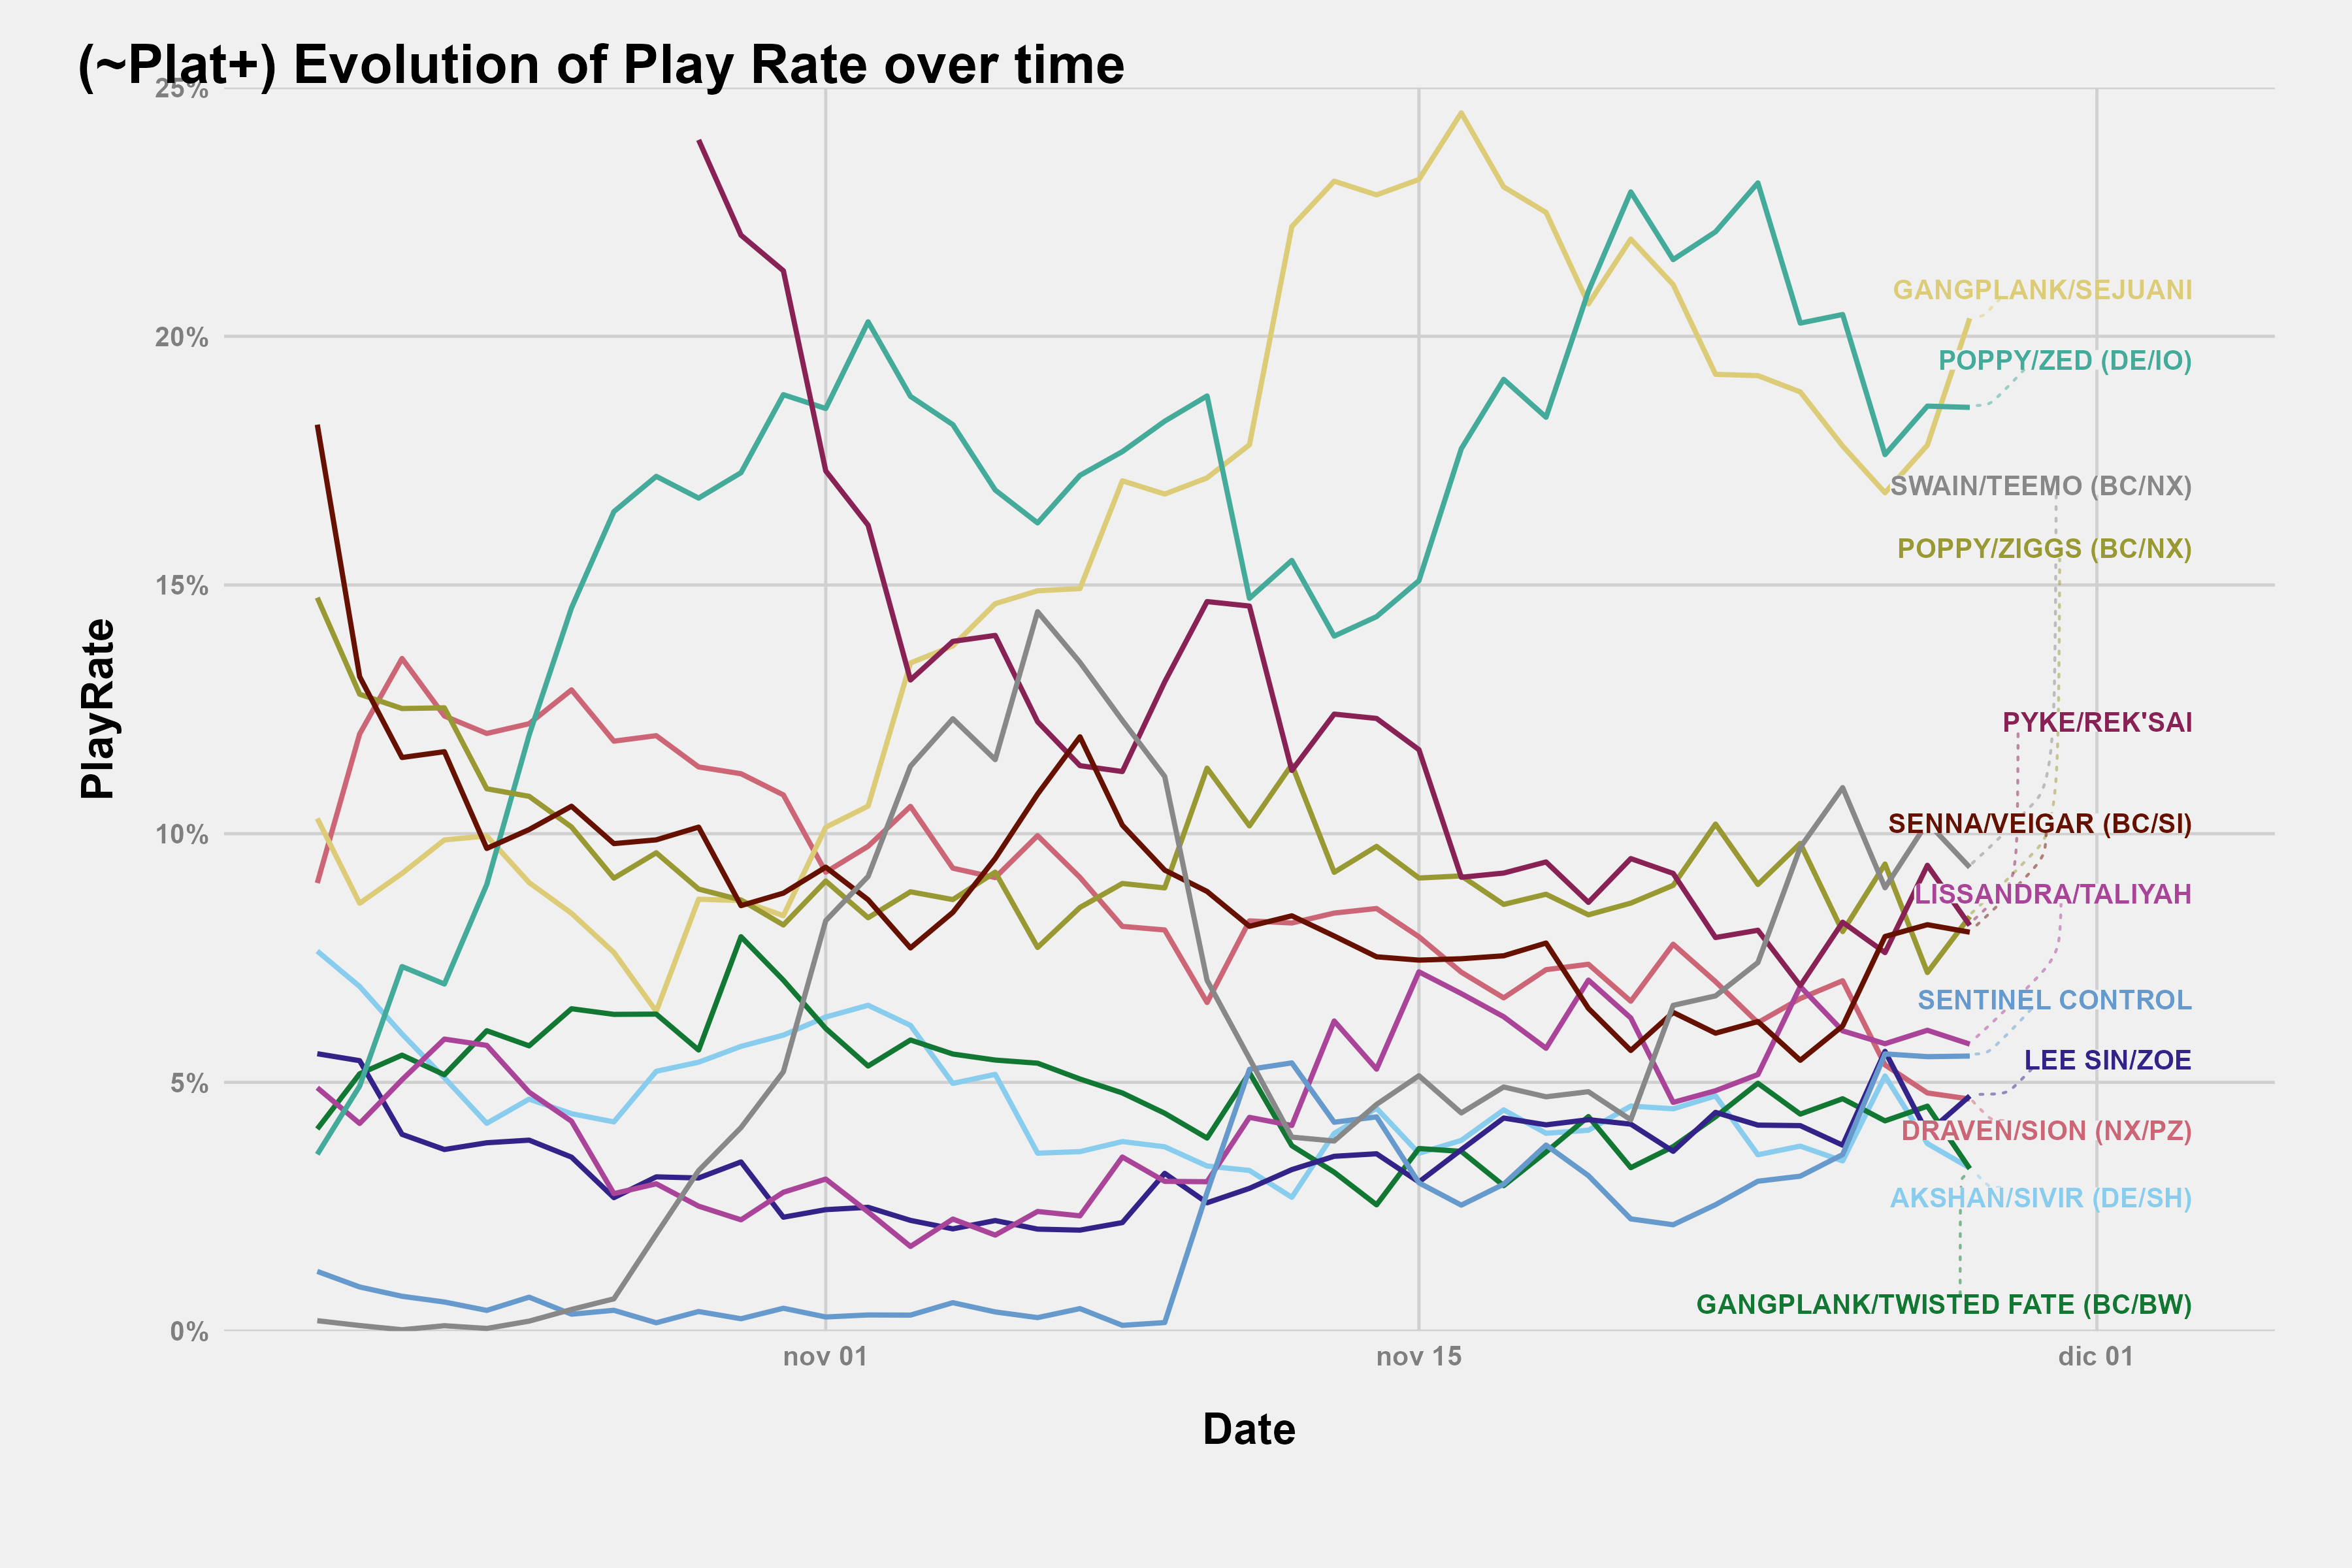 (~Plat+) Evolution of Play Rate over time
25%
20%
15%
10%
5%
0%
PlayRate
GANGPLANK/SEJUANI
POPPY/ZED (DE/IO)
SWAIN/TEEMO (BC/NX)
POPPY/ZIGGS (BC/NX)
PYKE/REK'SAI
SENNA/VEIGAR (BC/SI)
LISSANDRA/TALIYAH
SENTINEL CONTROL
LEE SIN/ZOE
DRAVEN/SION (NX/PZ)
AKSHAN/SIVIR (DE/SH)
GANGPLANK/TWISTED FATE (BC/BW)
nov 01
nov 15
dic 01
Date